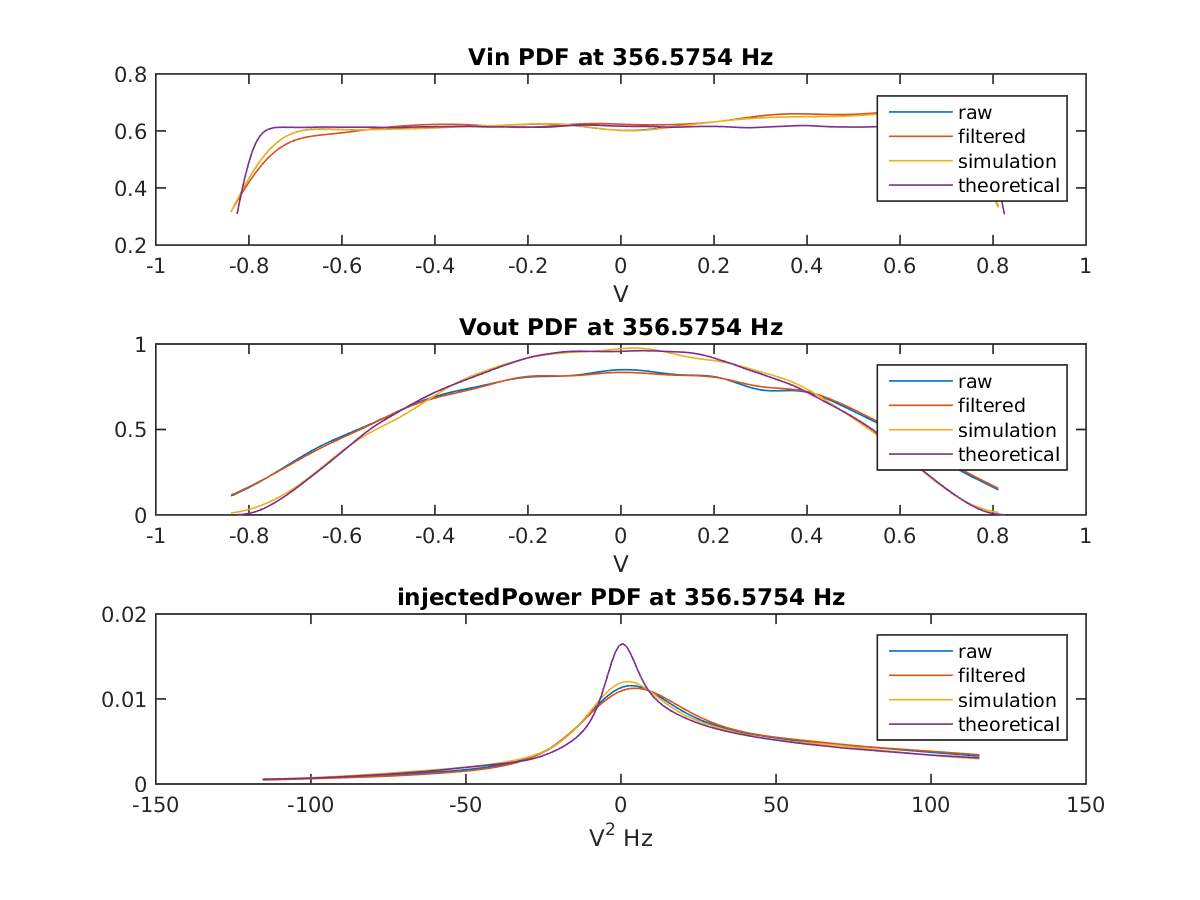 Vin PDF at 356.5754 Hz
0.8
0.6
0.4
0.2
raw
filtered
simulation
theoretical
-1 -0.8 -0.6 -0.4 -0.2 0 0.2 0.4 0.6 0.8 1
V
Vout PDF at 356.5754 Hz
1
0.5
0
raw
filtered
simulation
theoretical
-1 -0.8 -0.6 -0.4 -0.2 0 0.2 0.4 0.6 0.8 1
V
injectedPower PDF at 356.5754 Hz
0.02
0.01
0
raw
filtered
simulation
theoretical
-150 -100 -50 0 50 100 150
V² Hz